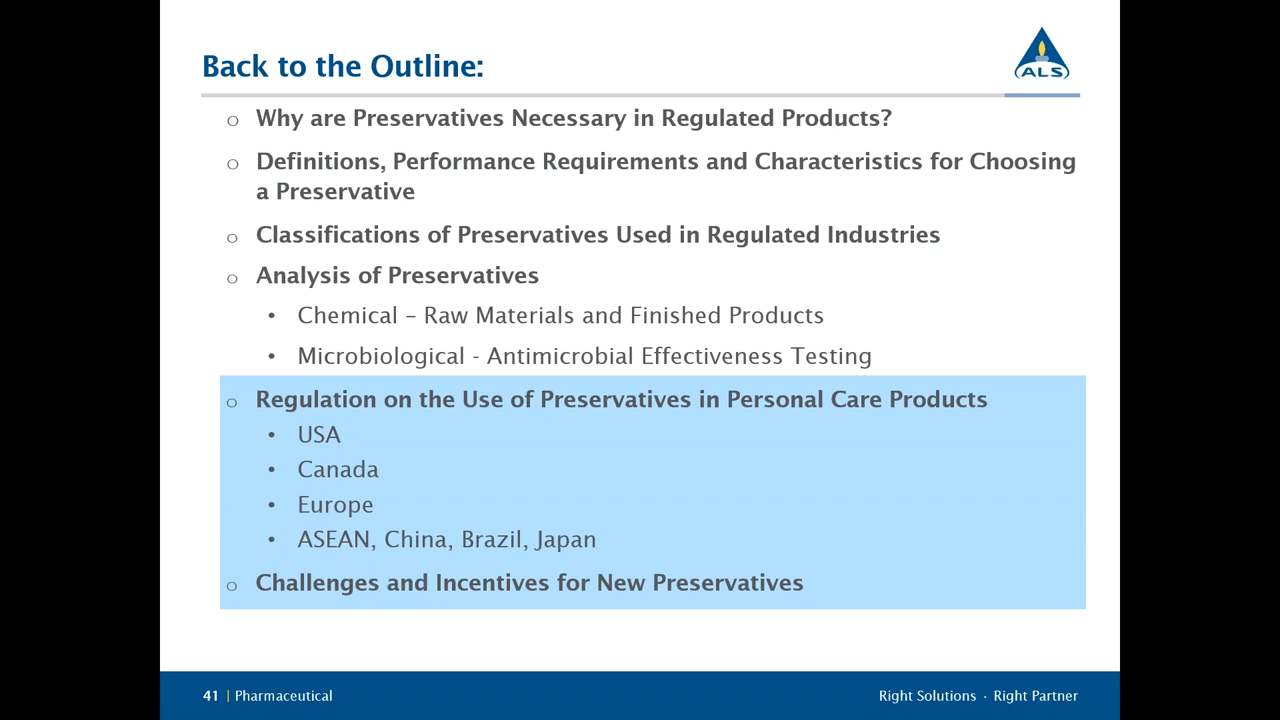 Back to the Outline:
ALS
o Why are Preservatives Necessary in Regulated Products?
o Definitions, Performance Requirements and Characteristics for Choosing
a Preservative
o Classifications of Preservatives Used in Regulated Industries
o Analysis of Preservatives
• Chemical – Raw Materials and Finished Products
• Microbiological - Antimicrobial Effectiveness Testing
o Regulation on the Use of Preservatives in Personal Care Products
• USA
• Canada
• Europe
• ASEAN, China, Brazil, Japan
o Challenges and Incentives for New Preservatives
41 | Pharmaceutical
Right Solutions · Right Partner